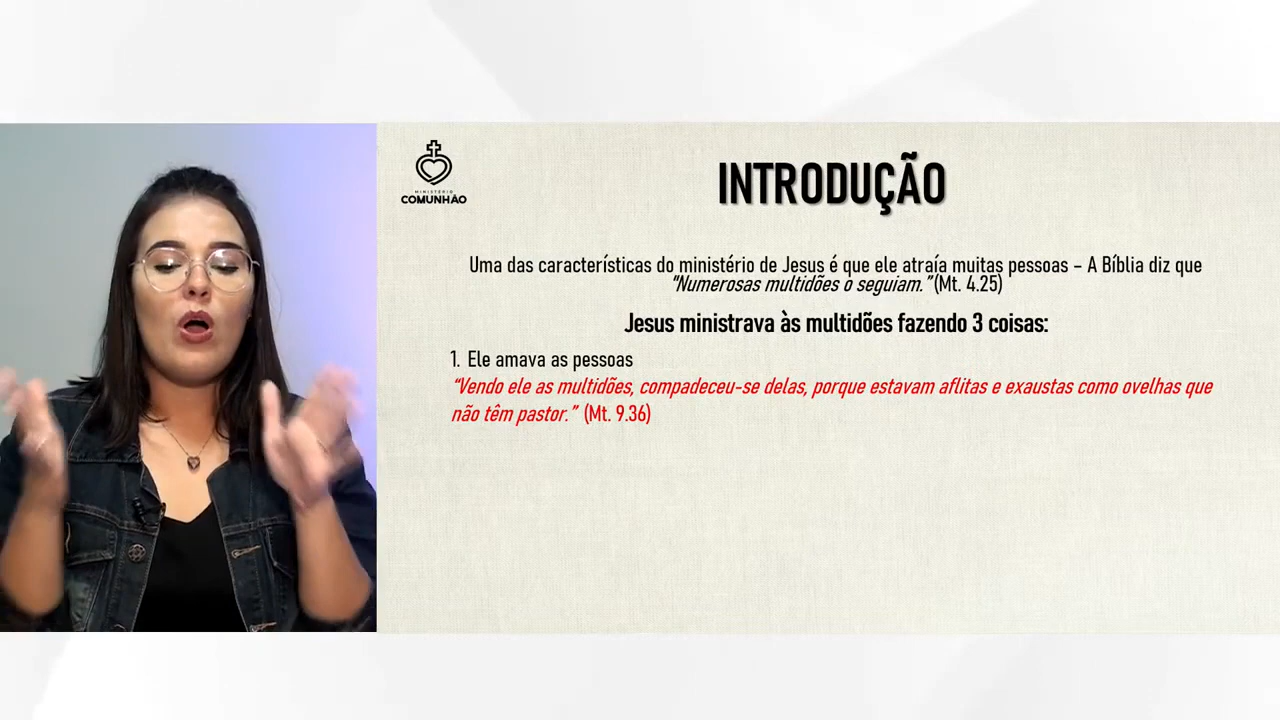 MINISTÉRIO
COMUNHÃO
INTRODUÇÃO
Uma das características do ministério de Jesus é que ele atraía muitas pessoas – A Bíblia diz que
"Numerosas multidões o seguiam." (Mt. 4.25)
Jesus ministrava às multidões fazendo 3 coisas:
1. Ele amava as pessoas
“Vendo ele as multidões, compadeceu-se delas, porque estavam aflitas e exaustas como ovelhas que
não têm pastor.” (Mt. 9.36)